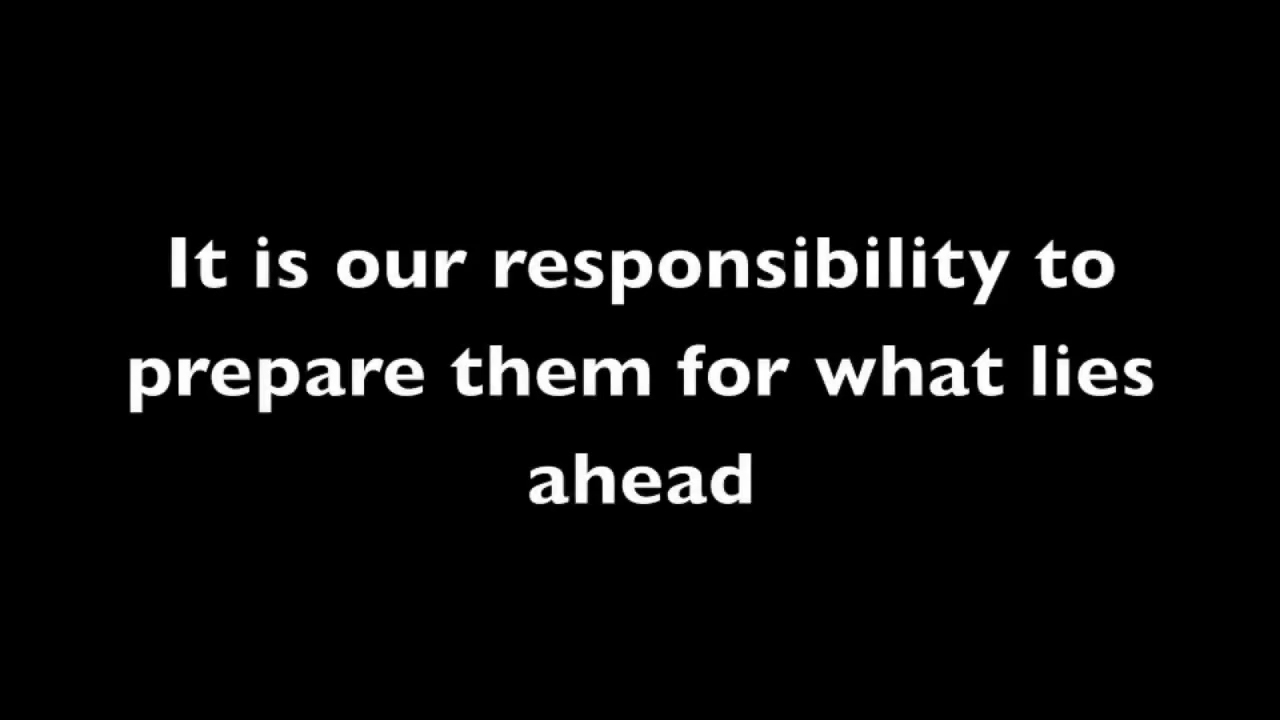 It is our responsibility to
prepare them for what lies
ahead